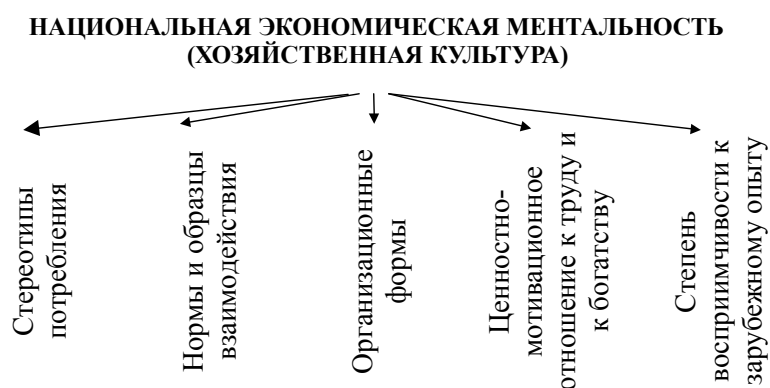 НАЦИОНАЛЬНАЯ ЭКОНОМИЧЕСКАЯ МЕНТАЛЬНОСТЬ
(ХОЗЯЙСТВЕННАЯ КУЛЬТУРА)
Стереотипы
потребления
Нормы и образцы
взаимодействия
Организационные
формы
Ценностно-
мотивационное
отношение к труду и
к богатству
Степень
восприимчивости к
зарубежному опыту